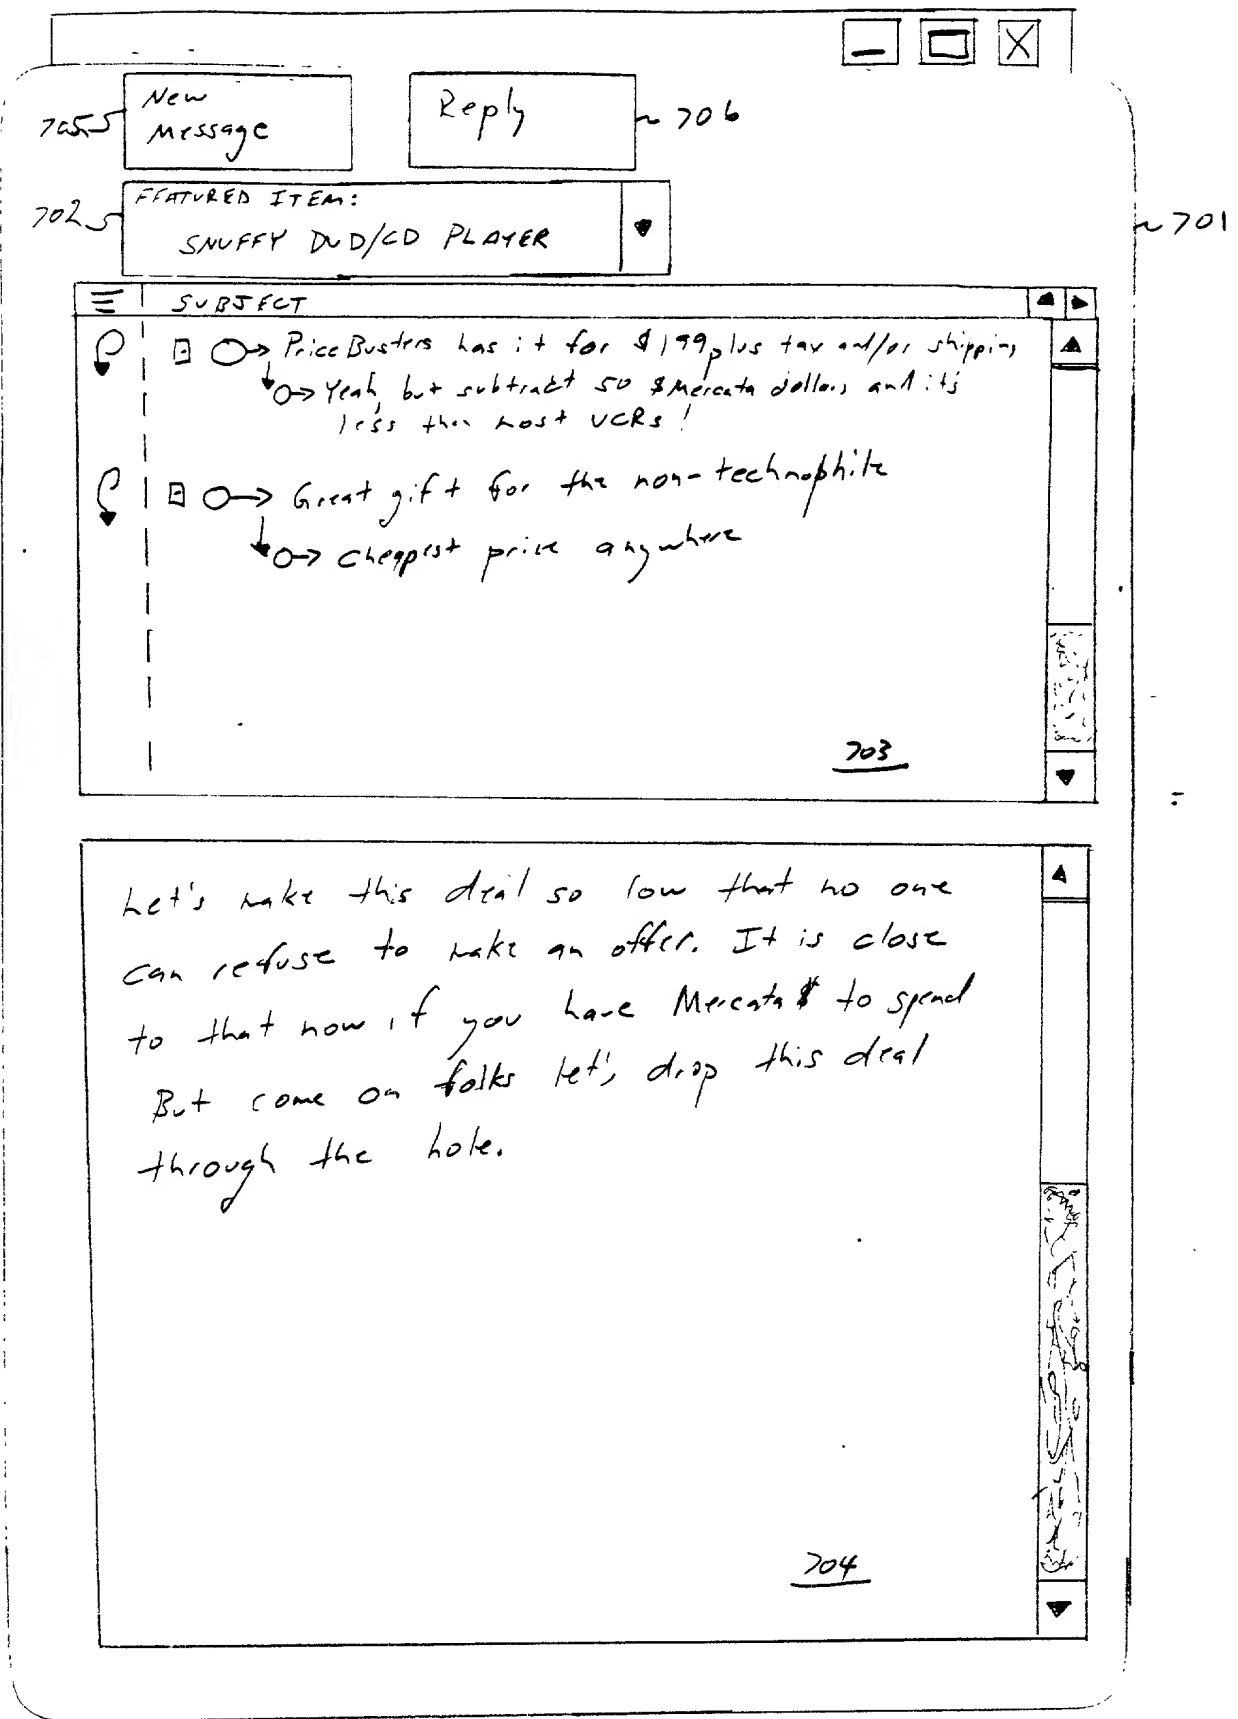 New
705 Message
Reply 706
FEATURED ITEM:
702 SNUFFY DVD/CD PLAYER
701
SUBJECT
PriceBusters has it for $199 plus tax and/or shipping
Yeah, but subtract 50 $Mercata dollars and it's
less than most VCRs!
Great gift for the non-technophile
Cheapest price anywhere
703
Let's make this deal so low that no one
can refuse to make an offer. It is close
to that now if you have Mercata $ to spend
But come on folks let's drop this deal
through the hole.
704